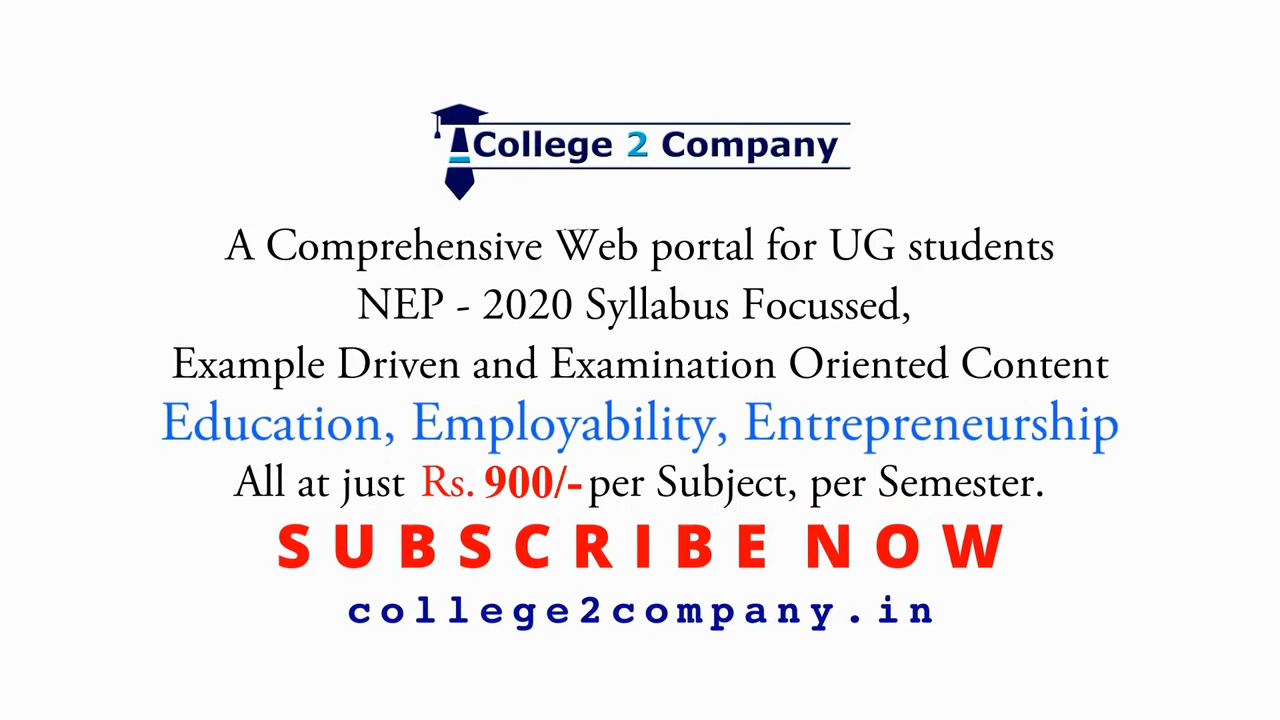 College 2 Company
A Comprehensive Web portal for UG students
NEP - 2020 Syllabus Focussed,
Example Driven and Examination Oriented Content
Education, Employability, Entrepreneurship
All at just Rs. 900/- per Subject, per Semester.
SUBSCRIBE NOW
college2company.in